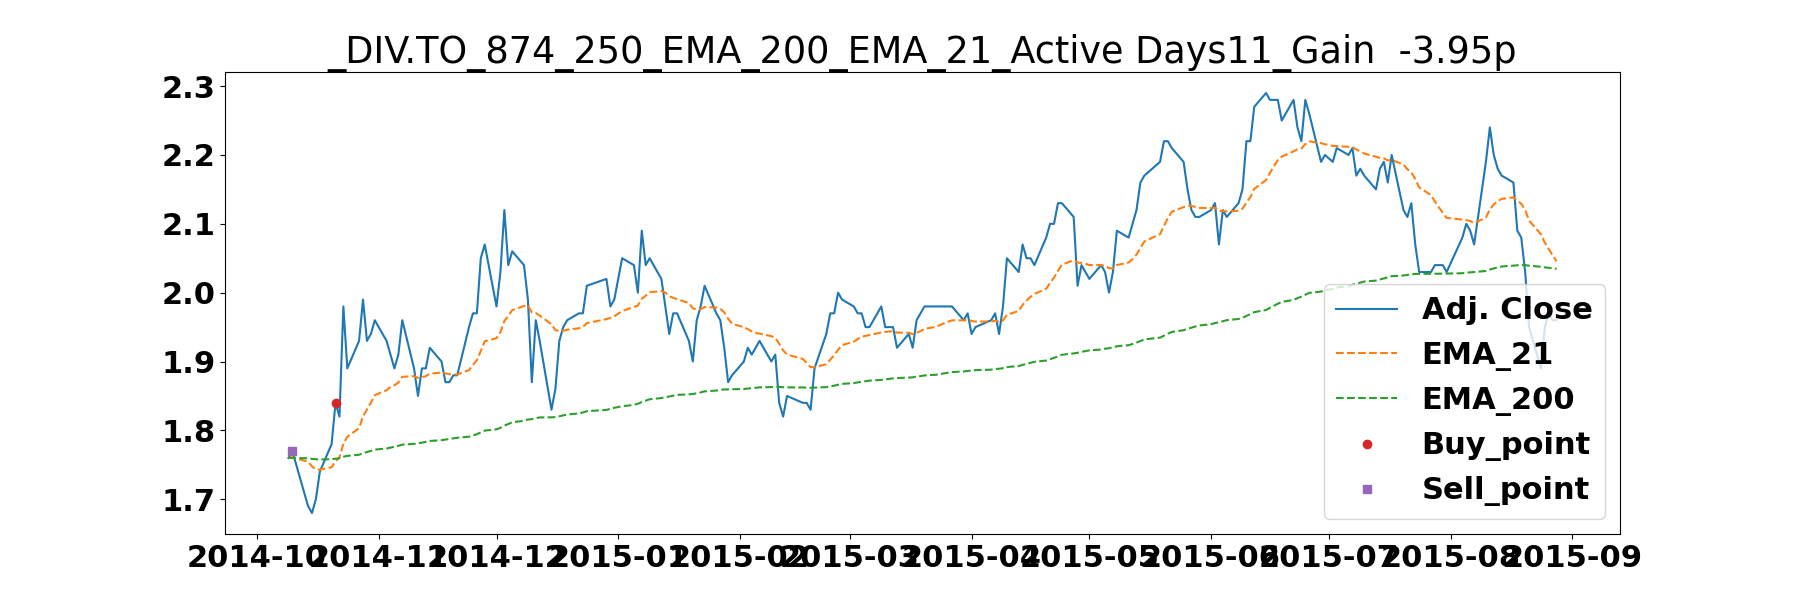 _DIV.TO_874_250_EMA_200_EMA_21_Active Days11_Gain  -3.95p
2.3
2.2
2.1
2.0
1.9
1.8
1.7
Adj. Close
EMA_21
EMA_200
Buy_point
Sell_point
2014-10 2014-11 2014-12 2015-01 2015-02 2015-03 2015-04 2015-05 2015-06 2015-07 2015-08 2015-09